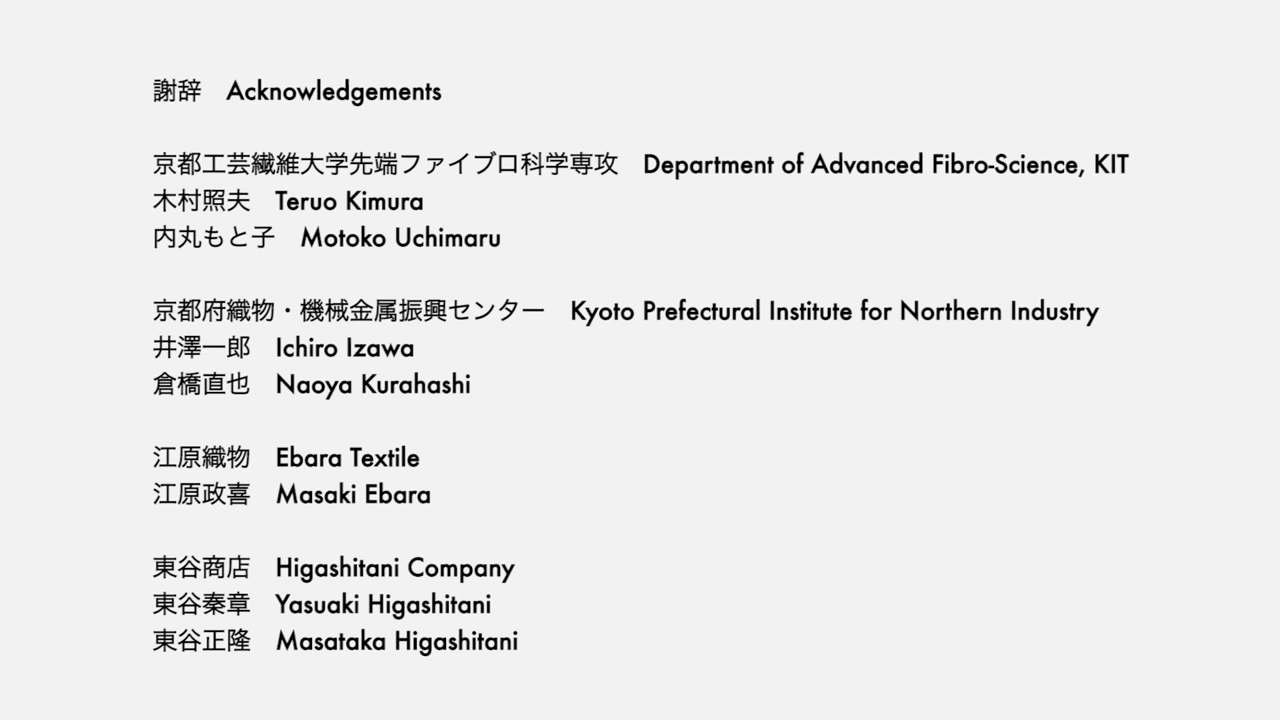 謝辞　Acknowledgements
京都工芸繊維大学先端ファイブロ科学専攻　Department of Advanced Fibro-Science, KIT
木村照夫　Teruo Kimura
内丸もと子　Motoko Uchimaru
京都府織物・機械金属振興センター　Kyoto Prefectural Institute for Northern Industry
井澤一郎　Ichiro Izawa
倉橋直也　Naoya Kurahashi
江原織物　Ebara Textile
江原政喜　Masaki Ebara
東谷商店　Higashitani Company
東谷秦章　Yasuaki Higashitani
東谷正隆　Masataka Higashitani